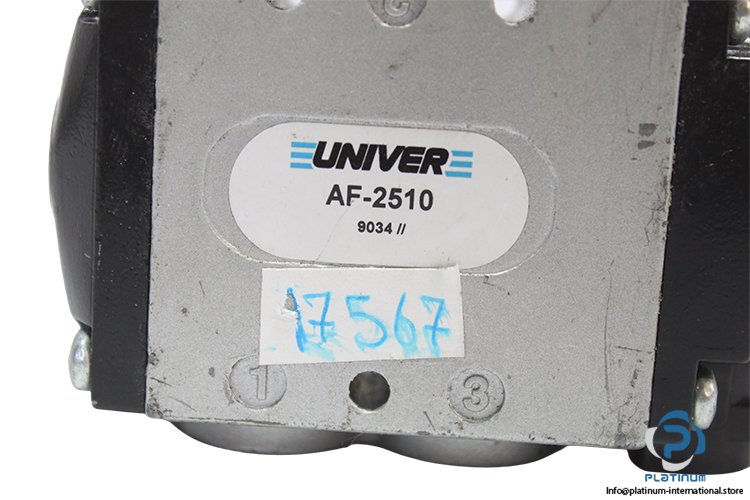 C
UNIVER
AF-2510
9034 //
17567
1 3
PLATINUM
info@platinum-international.store